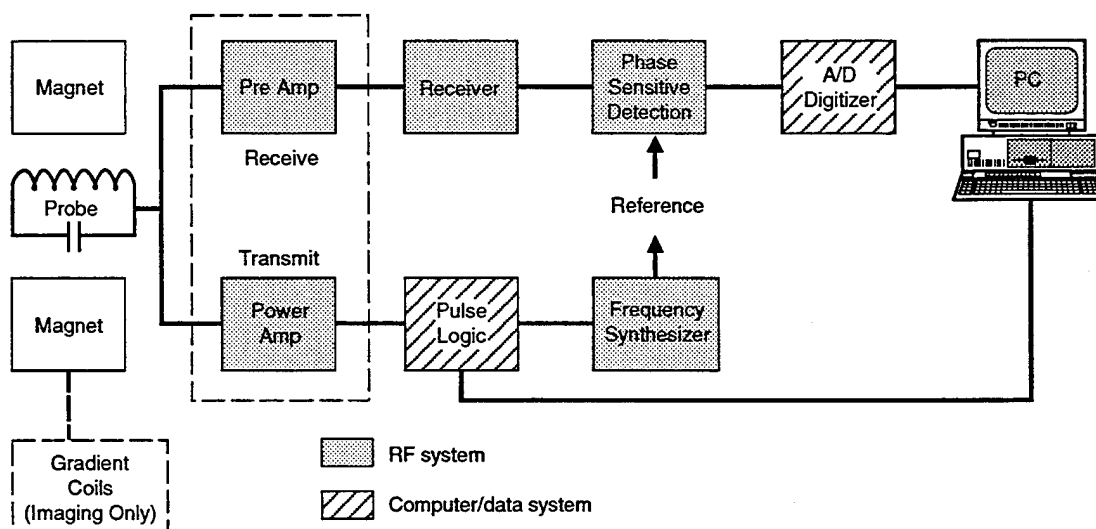 Magnet
Pre Amp
Receiver
Phase
Sensitive
Detection
A/D
Digitizer
PC
Receive
Probe
Reference
Transmit
Magnet
Power
Amp
Pulse
Logic
Frequency
Synthesizer
Gradient
Coils
(Imaging Only)
RF system
Computer/data system